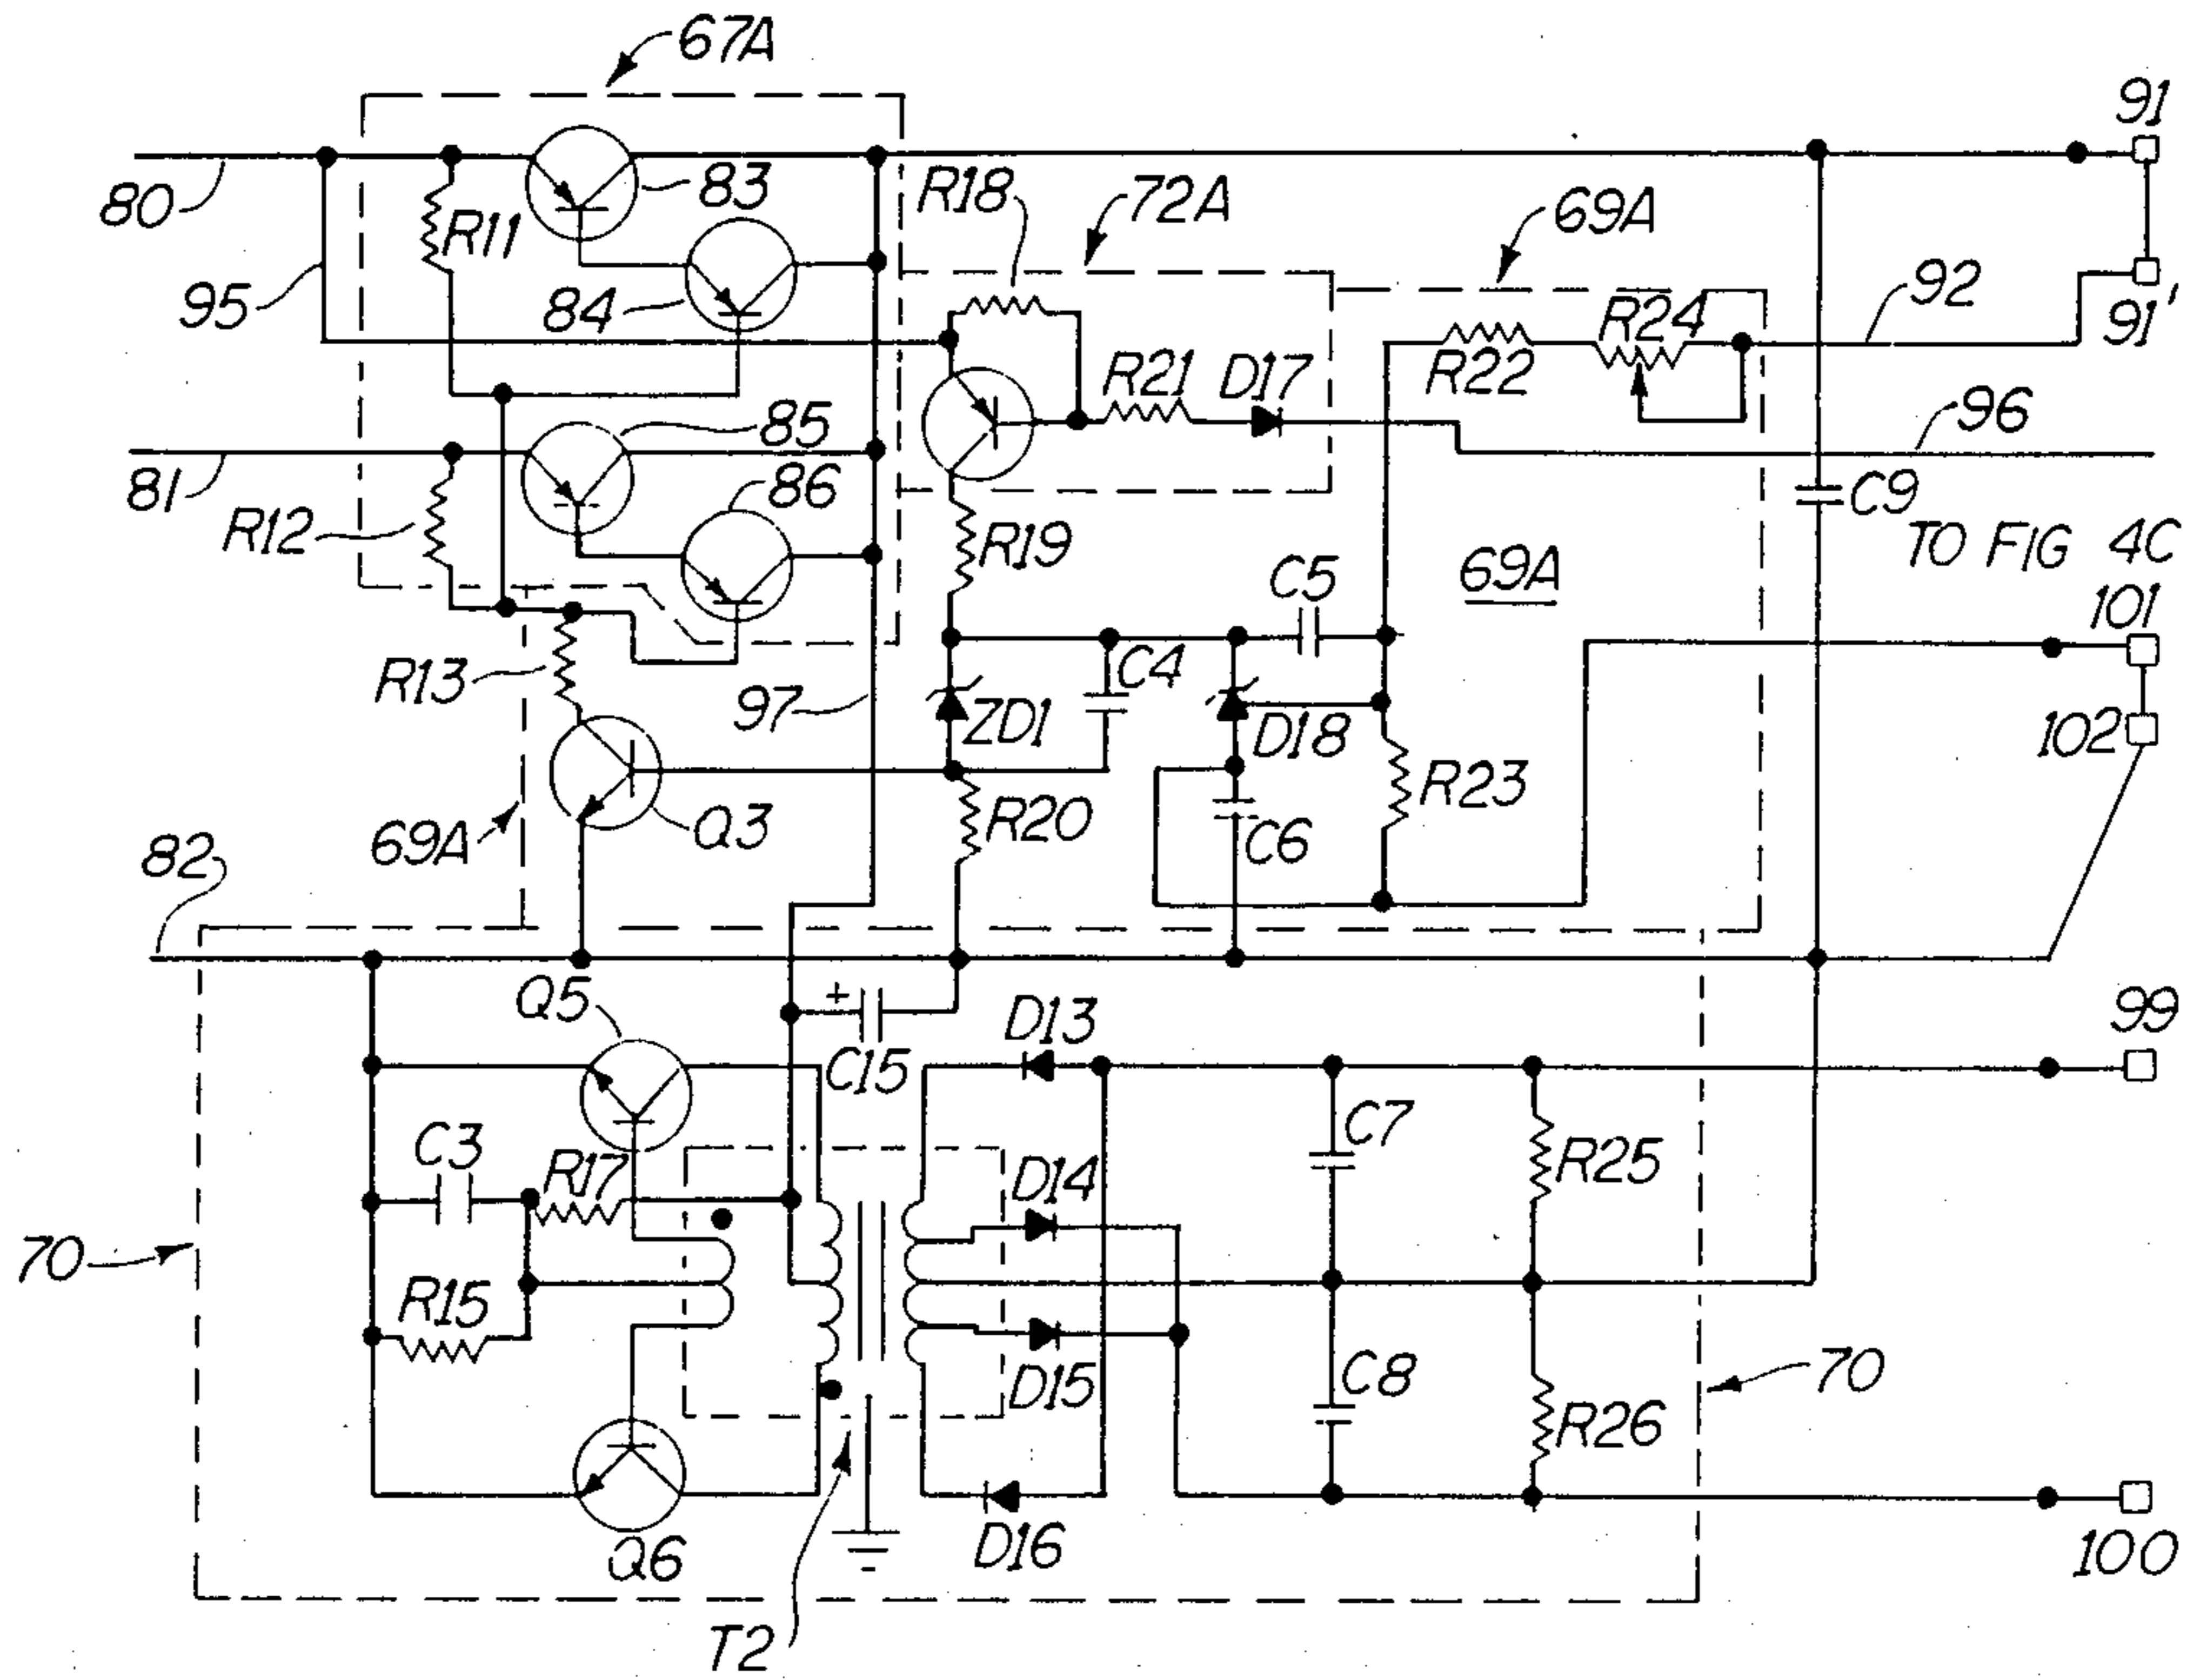 67A
91
80
R11
83
R18
72A
69A
95
84
92
R24
91'
R22
R21
D17
85
96
81
86
C9
R12
R19
TO FIG 4C
C5
69A
101
R13
C4
97
ZD1
D18
102
R23
Q3
R20
69A
C6
82
Q5
+
D13
99
C15
C3
R17
C7
R25
D14
70
R15
D15
C8
70
R26
Q6
D16
100
T2